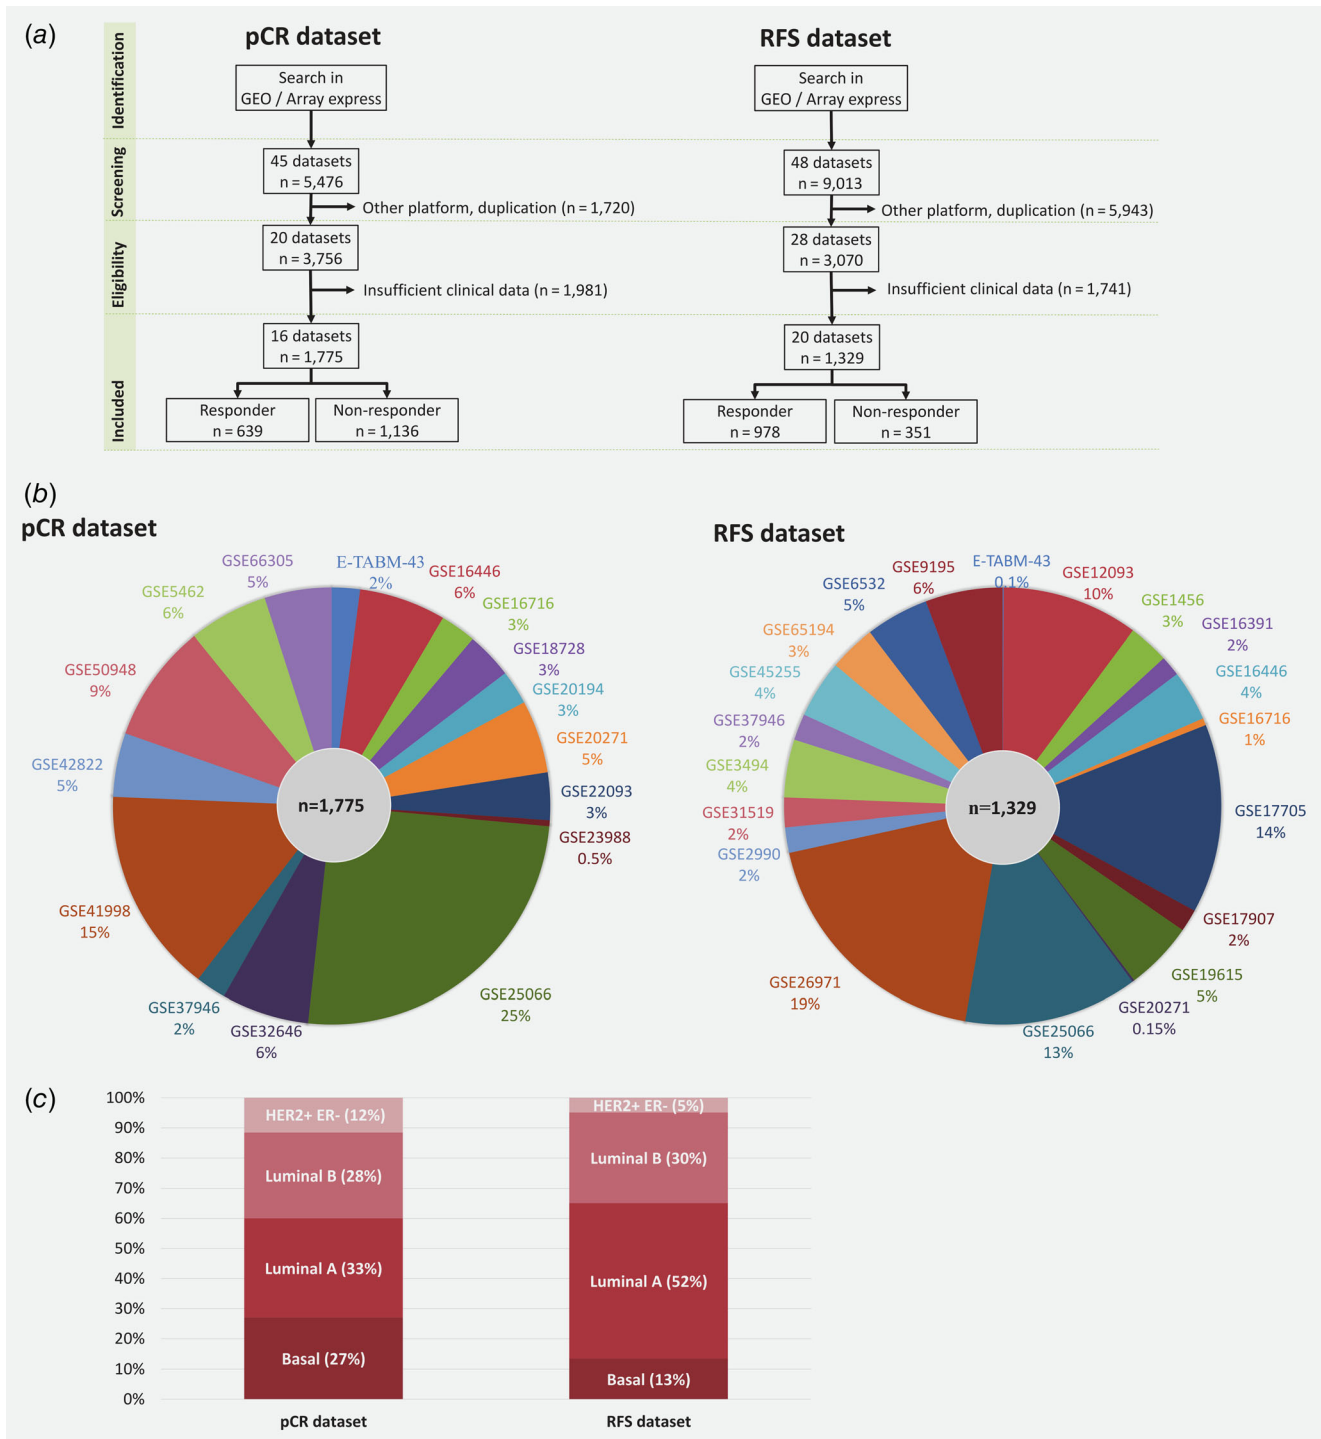 (a)
pCR dataset
RFS dataset
Identification
Screening
Eligibility
Included
Search in
GEO / Array express
45 datasets
n = 5,476
Other platform, duplication (n = 1,720)
20 datasets
n = 3,756
Insufficient clinical data (n = 1,981)
16 datasets
n = 1,775
Responder
n = 639
Non-responder
n = 1,136
Search in
GEO / Array express
48 datasets
n = 9,013
Other platform, duplication (n = 5,943)
28 datasets
n = 3,070
Insufficient clinical data (n = 1,741)
20 datasets
n = 1,329
Responder
n = 978
Non-responder
n = 351
(b)
pCR dataset
E-TABM-43
2%
GSE16446
6%
GSE16716
3%
GSE18728
3%
GSE20194
3%
GSE20271
5%
GSE22093
3%
GSE23988
0.5%
GSE25066
25%
GSE32646
6%
GSE37946
2%
GSE41998
15%
GSE42822
5%
GSE50948
9%
GSE5462
6%
GSE66305
5%
n=1,775
RFS dataset
E-TABM-43
0.1%
GSE12093
10%
GSE1456
3%
GSE16391
2%
GSE16446
4%
GSE16716
1%
GSE17705
14%
GSE17907
2%
GSE19615
5%
GSE20271
0.15%
GSE25066
13%
GSE26971
19%
GSE2990
2%
GSE31519
2%
GSE3494
4%
GSE37946
2%
GSE45255
4%
GSE65194
3%
GSE6532
5%
GSE9195
6%
n=1,329
(c)
100%
90%
80%
70%
60%
50%
40%
30%
20%
10%
0%
HER2+ ER- (12%)
Luminal B (28%)
Luminal A (33%)
Basal (27%)
pCR dataset
HER2+ ER- (5%)
Luminal B (30%)
Luminal A (52%)
Basal (13%)
RFS dataset